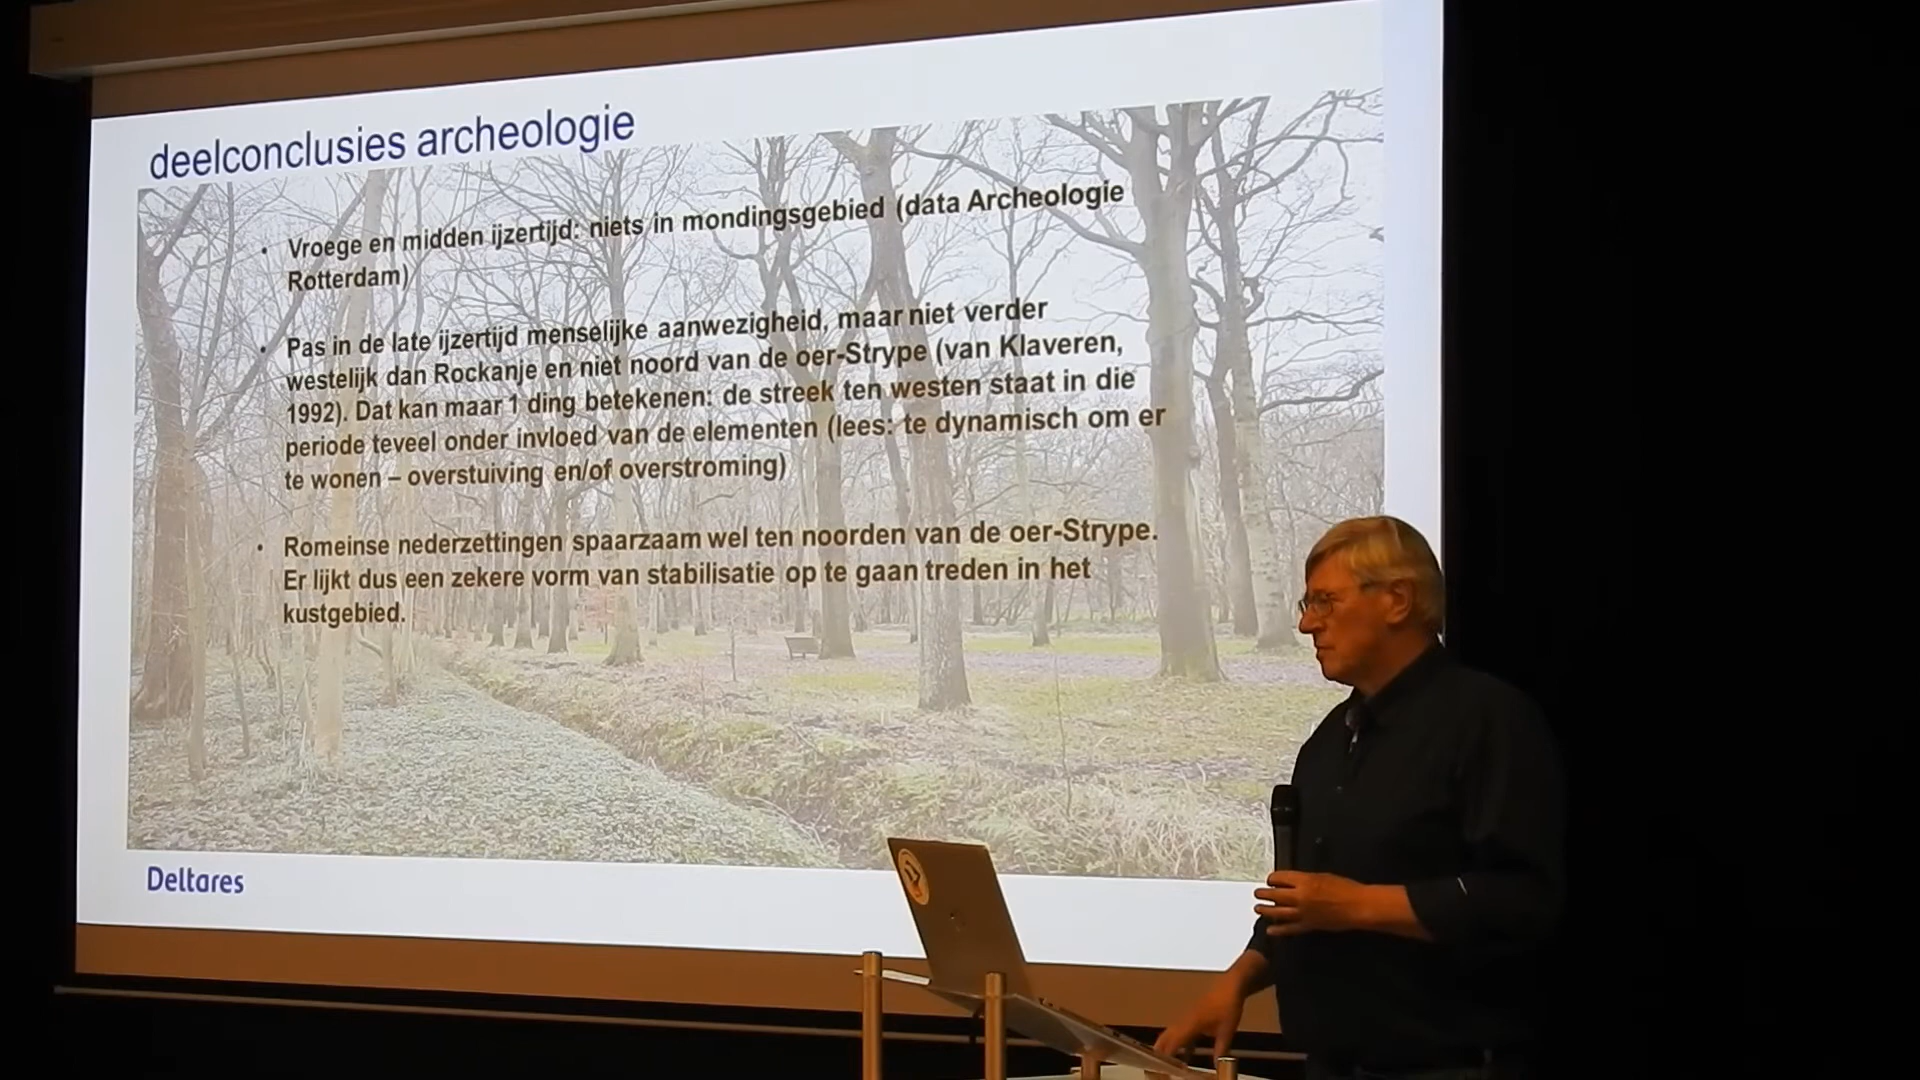 deelconclusies archeologie
• Vroege en midden ijzertijd: niets in mondingsgebied (data Archeologie
Rotterdam)
• Pas in de late ijzertijd menselijke aanwezigheid, maar niet verder
westelijk dan Rockanje en niet noord van de oer-Strype (van Klaveren,
1992). Dat kan maar 1 ding betekenen: de streek ten westen staat in die
periode teveel onder invloed van de elementen (lees: te dynamisch om er
te wonen – overstuiving en/of overstroming)
• Romeinse nederzettingen spaarzaam wel ten noorden van de oer-Strype.
Er lijkt dus een zekere vorm van stabilisatie op te gaan treden in het
kustgebied.
Deltares